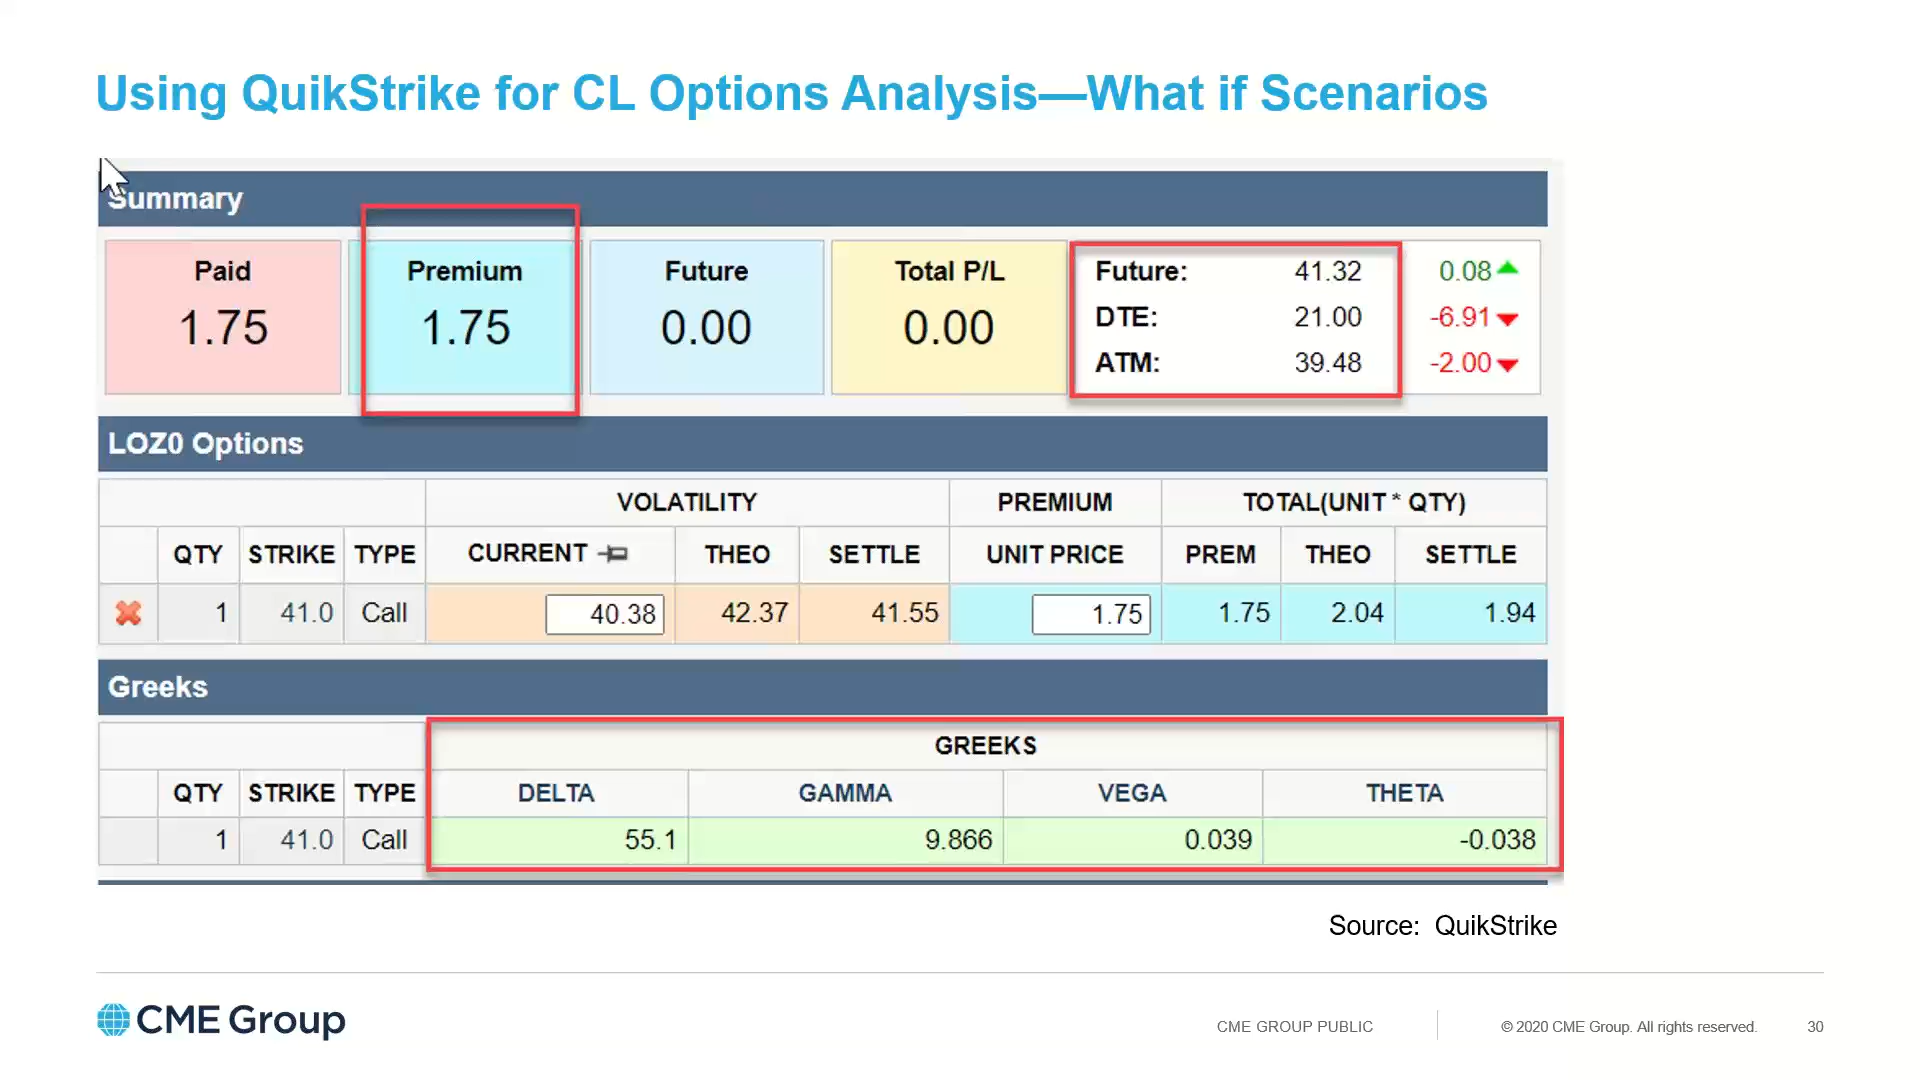 Using QuikStrike for CL Options Analysis—What if Scenarios
Summary
Paid Premium Future Total P/L Future: 41.32 0.08
1.75 1.75 0.00 0.00 DTE: 21.00 -6.91
ATM: 39.48 -2.00
LOZ0 Options
VOLATILITY PREMIUM TOTAL(UNIT * QTY)
QTY STRIKE TYPE CURRENT THEO SETTLE UNIT PRICE PREM THEO SETTLE
1 41.0 Call 40.38 42.37 41.55 1.75 1.75 2.04 1.94
Greeks
GREEKS
QTY STRIKE TYPE DELTA GAMMA VEGA THETA
1 41.0 Call 55.1 9.866 0.039 -0.038
Source: QuikStrike
CME Group CME GROUP PUBLIC © 2020 CME Group. All rights reserved. 30